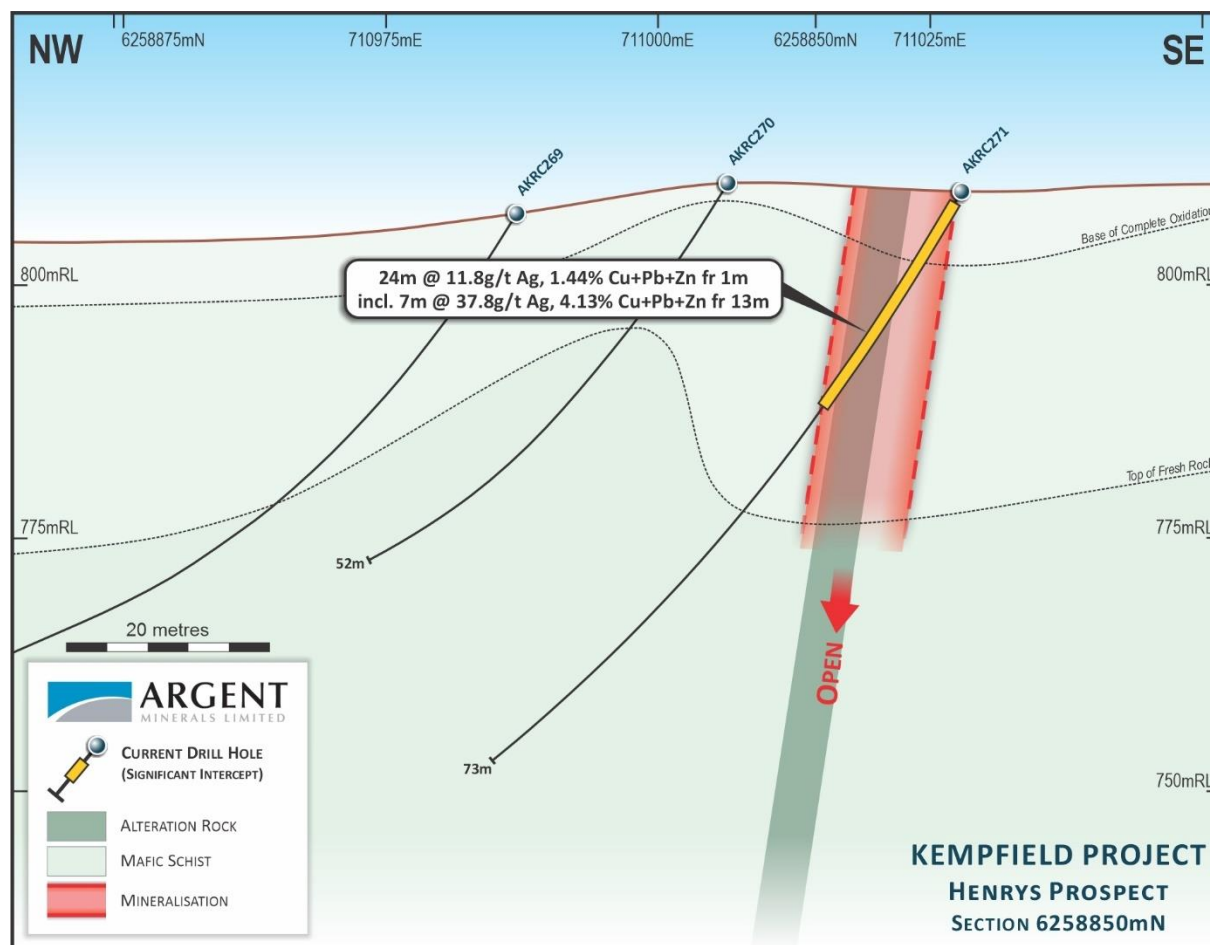 NW
6258875mN
710975mE
711000mE
6258850mN
711025mE
SE
AKRC269
AKRC270
AKRC271
Base of Complete Oxidation
800mRL
800mRL
24m @ 11.8g/t Ag, 1.44% Cu+Pb+Zn fr 1m
incl. 7m @ 37.8g/t Ag, 4.13% Cu+Pb+Zn fr 13m
Top of Fresh Rock
775mRL
775mRL
52m
OPEN
20 metres
73m
750mRL
ARGENT
MINERALS LIMITED
CURRENT DRILL HOLE
(SIGNIFICANT INTERCEPT)
ALTERATION ROCK
MAFIC SCHIST
MINERALISATION
KEMPFIELD PROJECT
HENRYS PROSPECT
SECTION 6258850mN